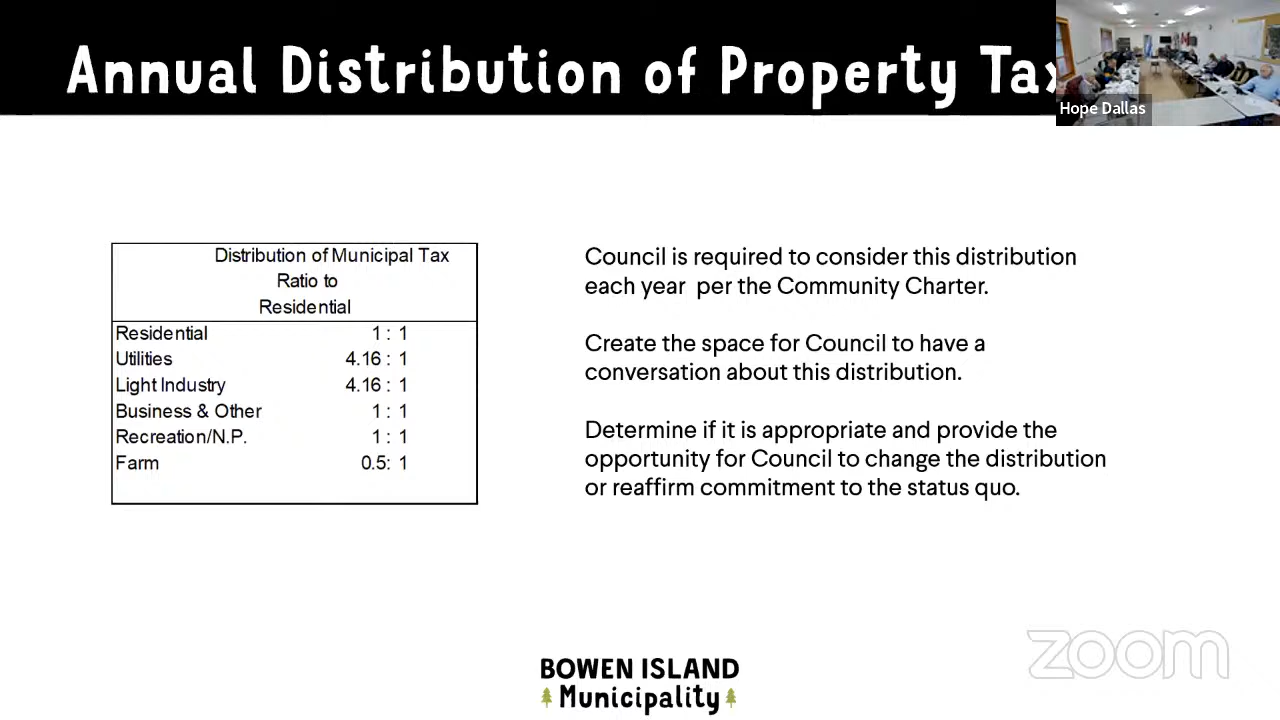 Annual Distribution of Property Tax
Hope Dallas
Distribution of Municipal Tax
Ratio to
Residential
Residential 1 : 1
Utilities 4.16 : 1
Light Industry 4.16 : 1
Business & Other 1 : 1
Recreation/N.P. 1 : 1
Farm 0.5: 1
Council is required to consider this distribution
each year per the Community Charter.
Create the space for Council to have a
conversation about this distribution.
Determine if it is appropriate and provide the
opportunity for Council to change the distribution
or reaffirm commitment to the status quo.
BOWEN ISLAND
Municipality
zoom